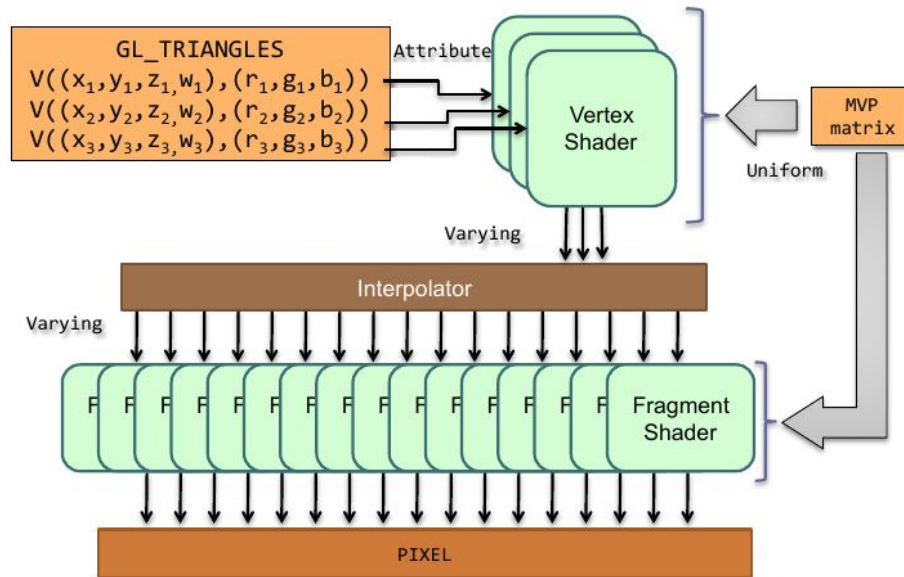 GL_TRIANGLES
V((x₁,y₁,z₁,w₁),(r₁,g₁,b₁))
V((x₂,y₂,z₂,w₂),(r₂,g₂,b₂))
V((x₃,y₃,z₃,w₃),(r₃,g₃,b₃))
Attribute
Vertex
Shader
MVP
matrix
Uniform
Varying
Interpolator
Varying
F F F F F F F F F F F F F F F Fragment
Shader
PIXEL